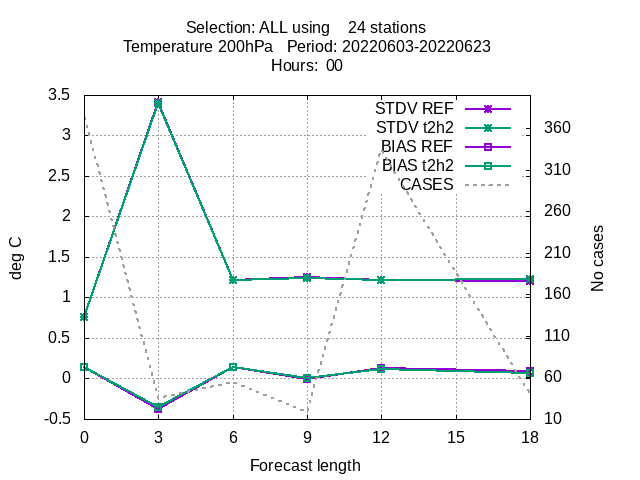 Selection: ALL using 24 stations
Temperature 200hPa Period: 20220603-20220623
Hours: 00
STDV REF
STDV t2h2
BIAS REF
BIAS t2h2
CASES
deg C
3.5
3
2.5
2
1.5
1
0.5
0
-0.5
No cases
360
310
260
210
160
110
60
10
0 3 6 9 12 15 18
Forecast length